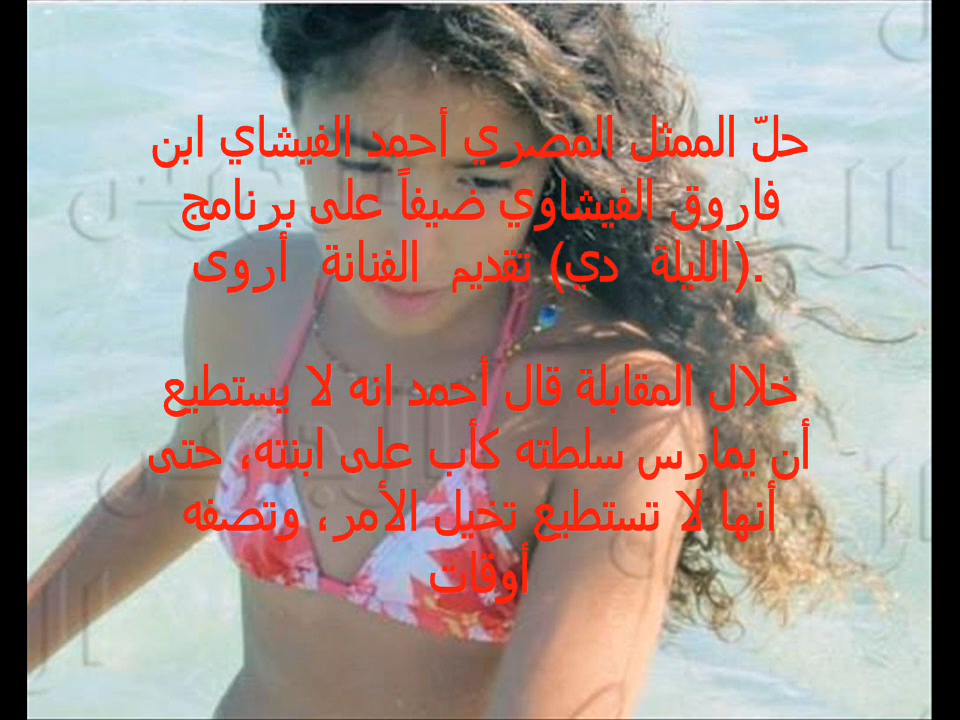 حلّ الممثل المصري أحمد الفيشاي ابن
فاروق الفيشاوي ضيفاً على برنامج
(الليلة دي) تقديم الفنانة أروى.
خلال المقابلة قال أحمد انه لا يستطيع
أن يمارس سلطته كأب على ابنته، حتى
أنها لا تستطيع تخيل الأمر، وتصفه
أوقات